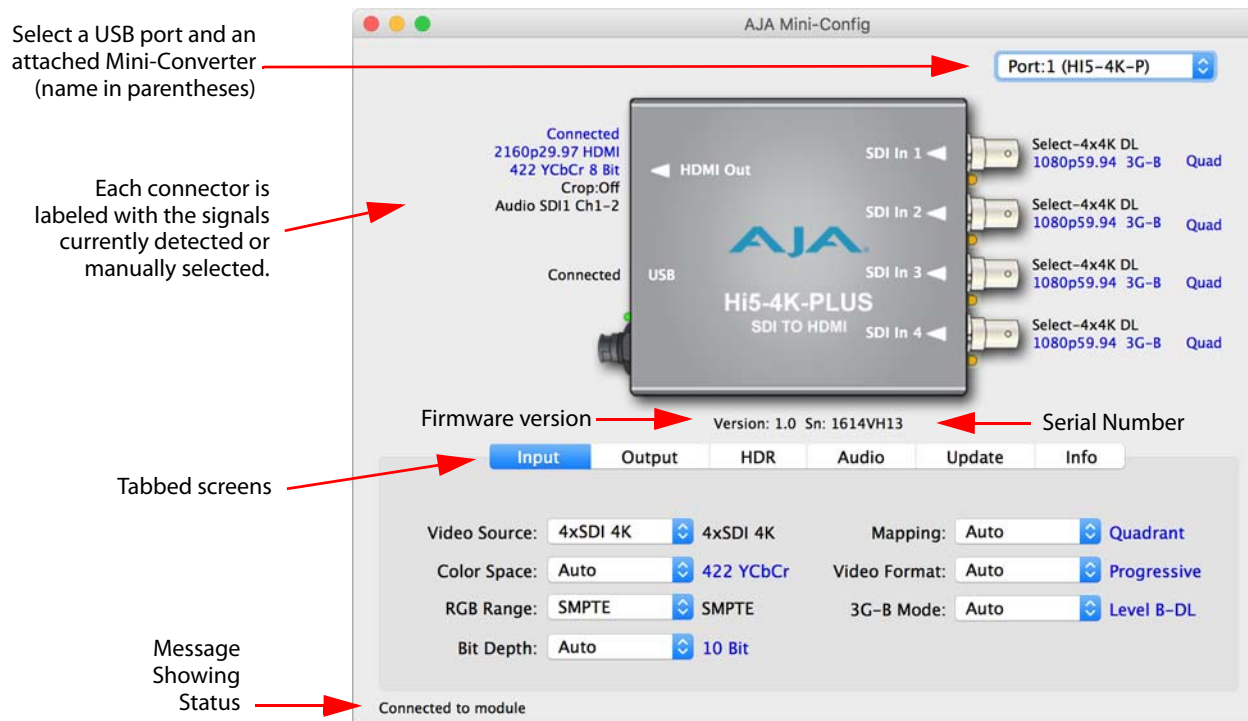 AJA Mini-Config
Select a USB port and an
attached Mini-Converter
(name in parentheses)
Port:1 (HI5-4K-P)
Connected
2160p29.97 HDMI
422 YCbCr 8 Bit
Crop:Off
Audio SDI1 Ch1-2
HDMI Out
SDI In 1
Select-4x4K DL
1080p59.94 3G-B Quad
Each connector is
labeled with the signals
currently detected or
manually selected.
SDI In 2
Select-4x4K DL
1080p59.94 3G-B Quad
AJA
Connected
USB
SDI In 3
Select-4x4K DL
1080p59.94 3G-B Quad
Hi5-4K-PLUS
SDI TO HDMI
SDI In 4
Select-4x4K DL
1080p59.94 3G-B Quad
Firmware version
Version: 1.0 Sn: 1614VH13
Serial Number
Tabbed screens
Input Output HDR Audio Update Info
Video Source: 4xSDI 4K 4xSDI 4K Mapping: Auto Quadrant
Color Space: Auto 422 YCbCr Video Format: Auto Progressive
RGB Range: SMPTE SMPTE 3G-B Mode: Auto Level B-DL
Bit Depth: Auto 10 Bit
Message
Showing
Status
Connected to module